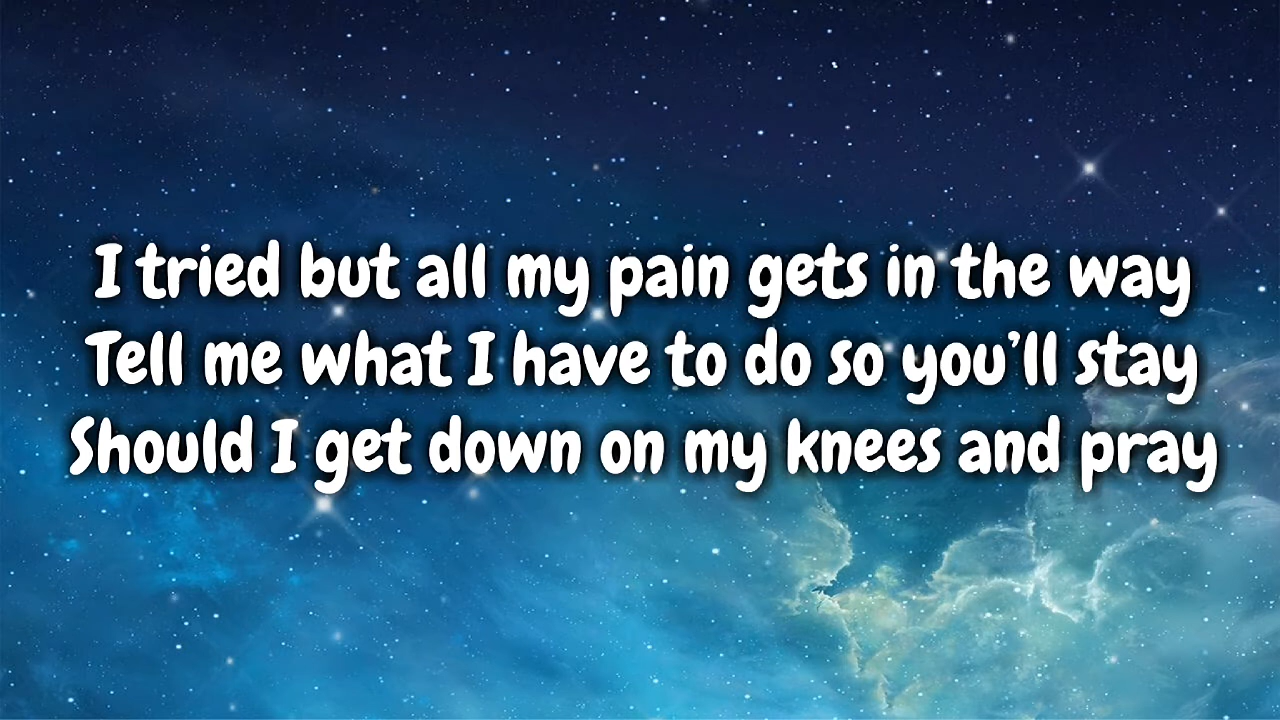 I tried but all my pain gets in the way
Tell me what I have to do so you’ll stay
Should I get down on my knees and pray